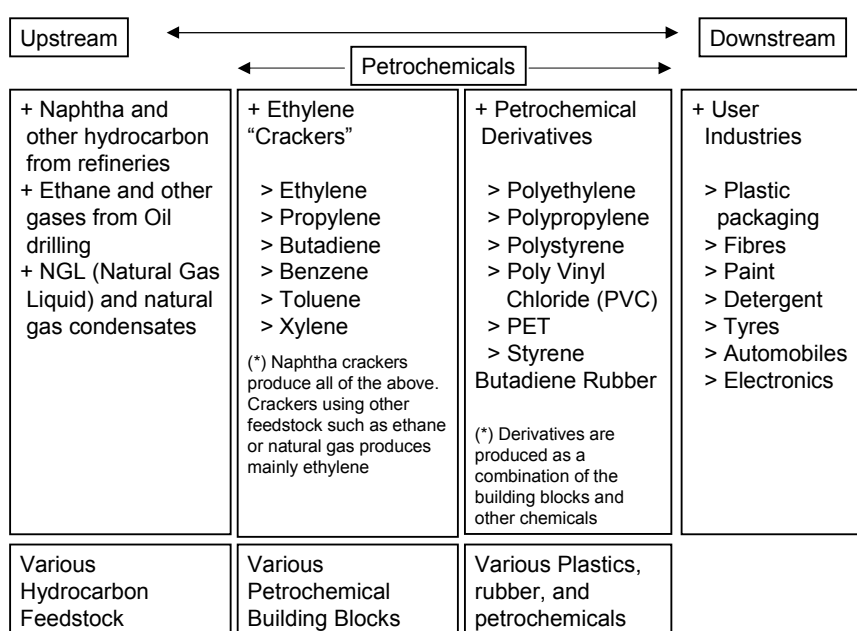 Upstream
Downstream
Petrochemicals
+ Naphtha and
other hydrocarbon
from refineries
+ Ethane and other
gases from Oil
drilling
+ NGL (Natural Gas
Liquid) and natural
gas condensates
+ Ethylene
“Crackers”
> Ethylene
> Propylene
> Butadiene
> Benzene
> Toluene
> Xylene
(*) Naphtha crackers
produce all of the above.
Crackers using other
feedstock such as ethane
or natural gas produces
mainly ethylene
+ Petrochemical
Derivatives
> Polyethylene
> Polypropylene
> Polystyrene
> Poly Vinyl
Chloride (PVC)
> PET
> Styrene
Butadiene Rubber
(*) Derivatives are
produced as a
combination of the
building blocks and
other chemicals
+ User
Industries
> Plastic
packaging
> Fibres
> Paint
> Detergent
> Tyres
> Automobiles
> Electronics
Various
Hydrocarbon
Feedstock
Various
Petrochemical
Building Blocks
Various Plastics,
rubber, and
petrochemicals